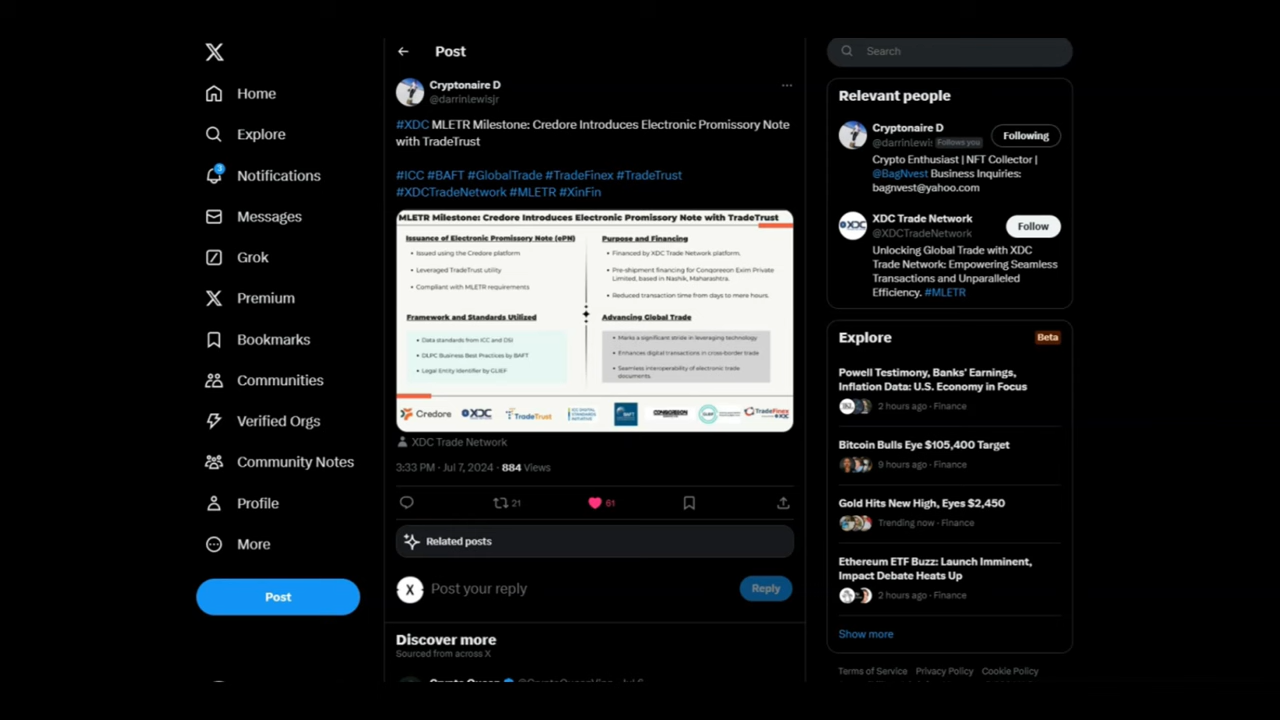 Home
Explore
3
Notifications
Messages
Grok
Premium
Bookmarks
Communities
Verified Orgs
Community Notes
Profile
More
Post
Post
Cryptonaire D
@darrinlewisjr
#XDC MLETR Milestone: Credore Introduces Electronic Promissory Note
with TradeTrust
#ICC #BAFT #GlobalTrade #TradeFinex #TradeTrust
#XDCTradeNetwork #MLETR #XinFin
MLETR Milestone: Credore Introduces Electronic Promissory Note with TradeTrust
Issuance of Electronic Promissory Note (ePN)
• Issued using the Credore platform
• Leveraged TradeTrust utility
• Compliant with MLETR requirements
Purpose and Financing
• Financed by XDC Trade Network platform.
• Pre-shipment financing for Conqoreson Exim Private
Limited, based in Nashik, Maharashtra.
• Reduced transaction time from days to mere hours.
Framework and Standards Utilized
• Data standards from ICC and DSI
• DLPC Business Best Practices by BAFT
• Legal Entity Identifier by GLEIF
Advancing Global Trade
• Marks a significant stride in leveraging technology
• Enhances digital transactions in cross-border trade
• Seamless interoperability of electronic trade
documents.
Credore
XDC
TradeTrust
BAFT
TradeFinex
XDC Trade Network
3:33 PM · Jul 7, 2024 · 884 Views
21
61
Related posts
Post your reply
Reply
Discover more
Sourced from across X
Search
Relevant people
Cryptonaire D
@darrinlewis Follows you
Following
Crypto Enthusiast | NFT Collector |
@BagNvest Business Inquiries:
bagnvest@yahoo.com
XDC Trade Network
@XDCTradeNetwork
Follow
Unlocking Global Trade with XDC
Trade Network: Empowering Seamless
Transactions and Unparalleled
Efficiency. #MLETR
Explore
Beta
Powell Testimony, Banks' Earnings,
Inflation Data: U.S. Economy in Focus
2 hours ago · Finance
Bitcoin Bulls Eye $105,400 Target
9 hours ago · Finance
Gold Hits New High, Eyes $2,450
Trending now · Finance
Ethereum ETF Buzz: Launch Imminent,
Impact Debate Heats Up
2 hours ago · Finance
Show more
Terms of Service Privacy Policy Cookie Policy